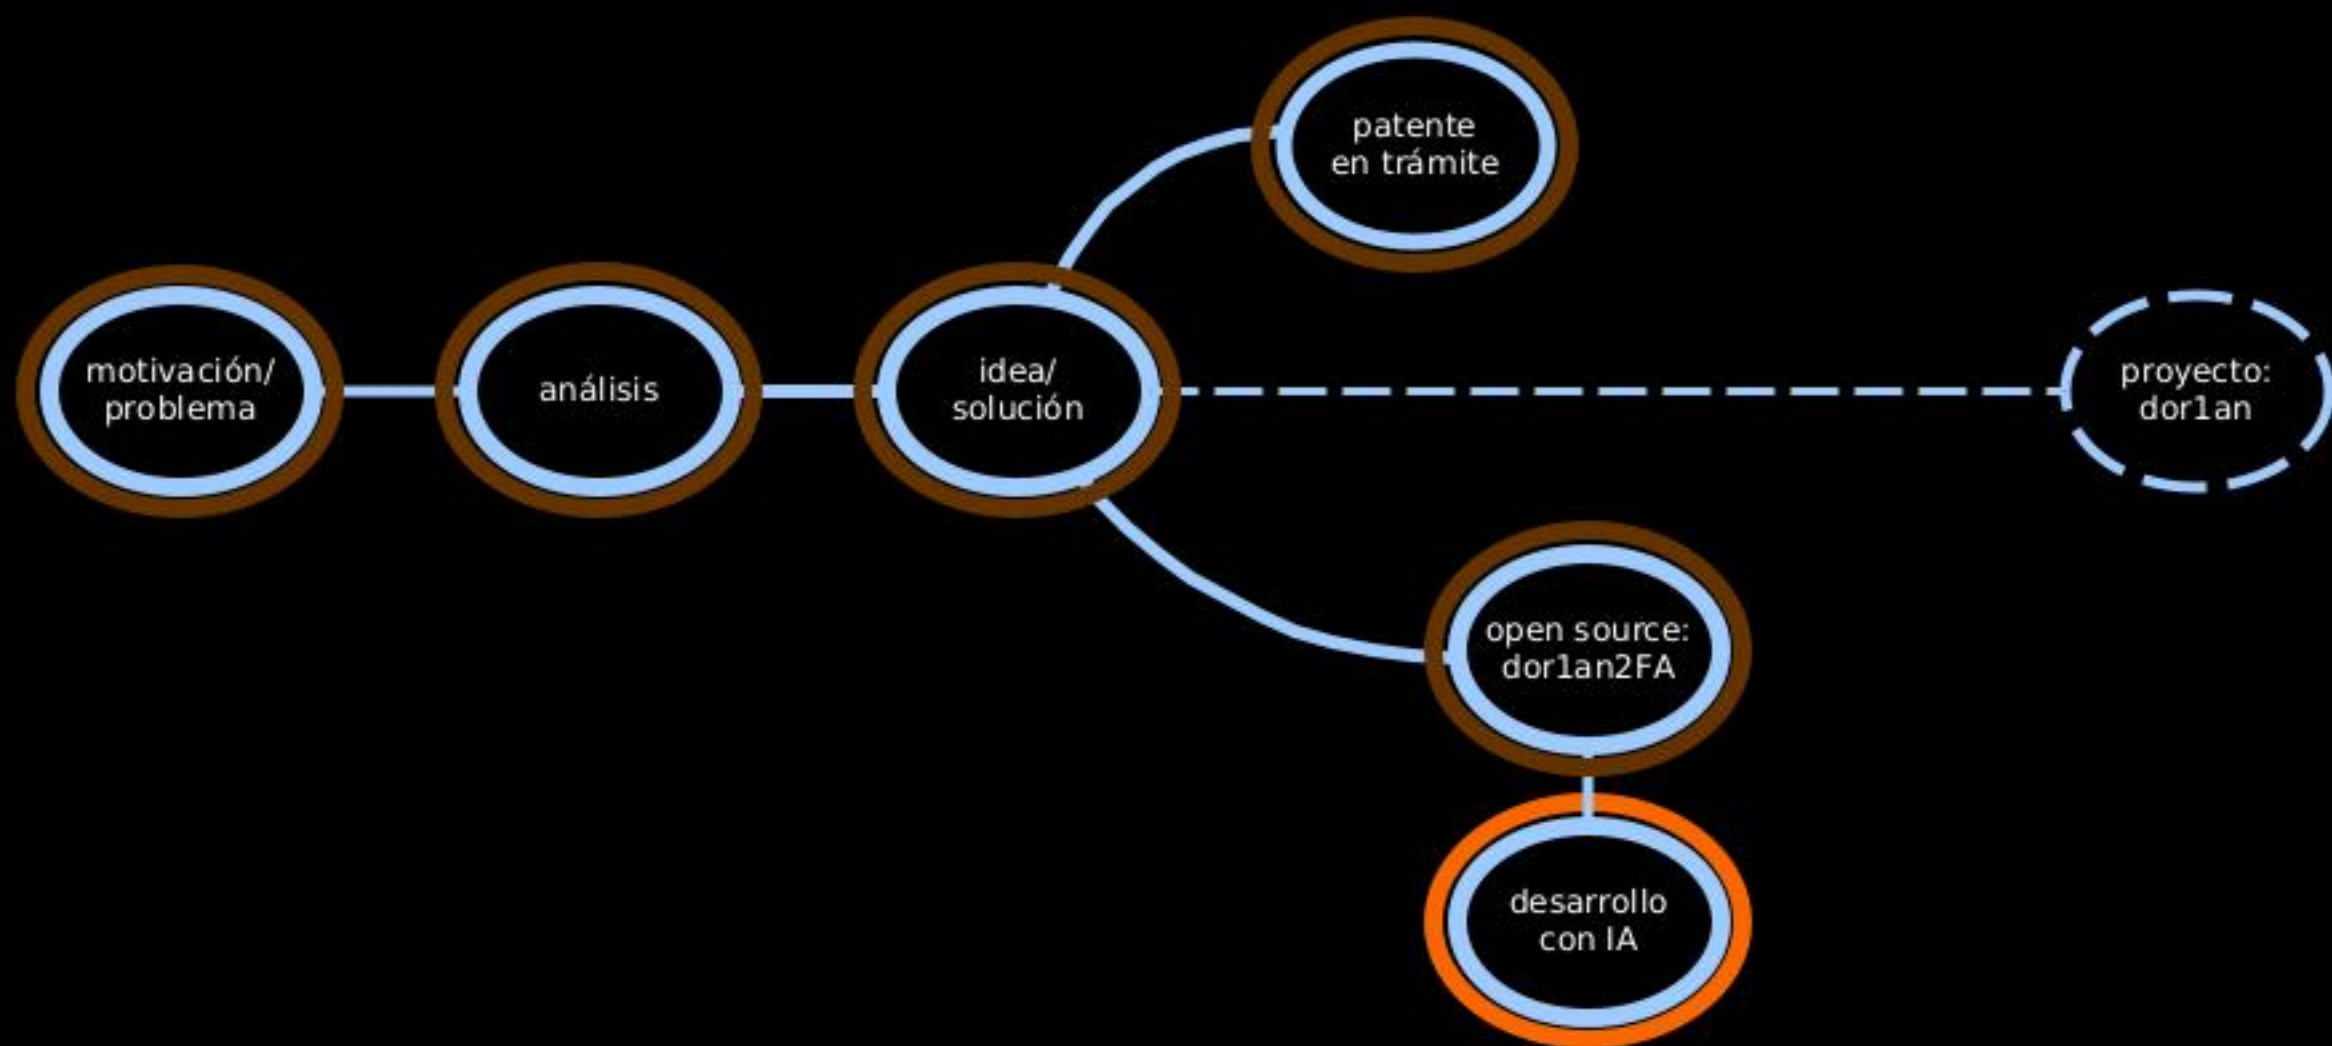 patente
en trámite
motivación/
problema
análisis
idea/
solución
proyecto:
dor1an
open source:
dor1an2FA
desarrollo
con IA